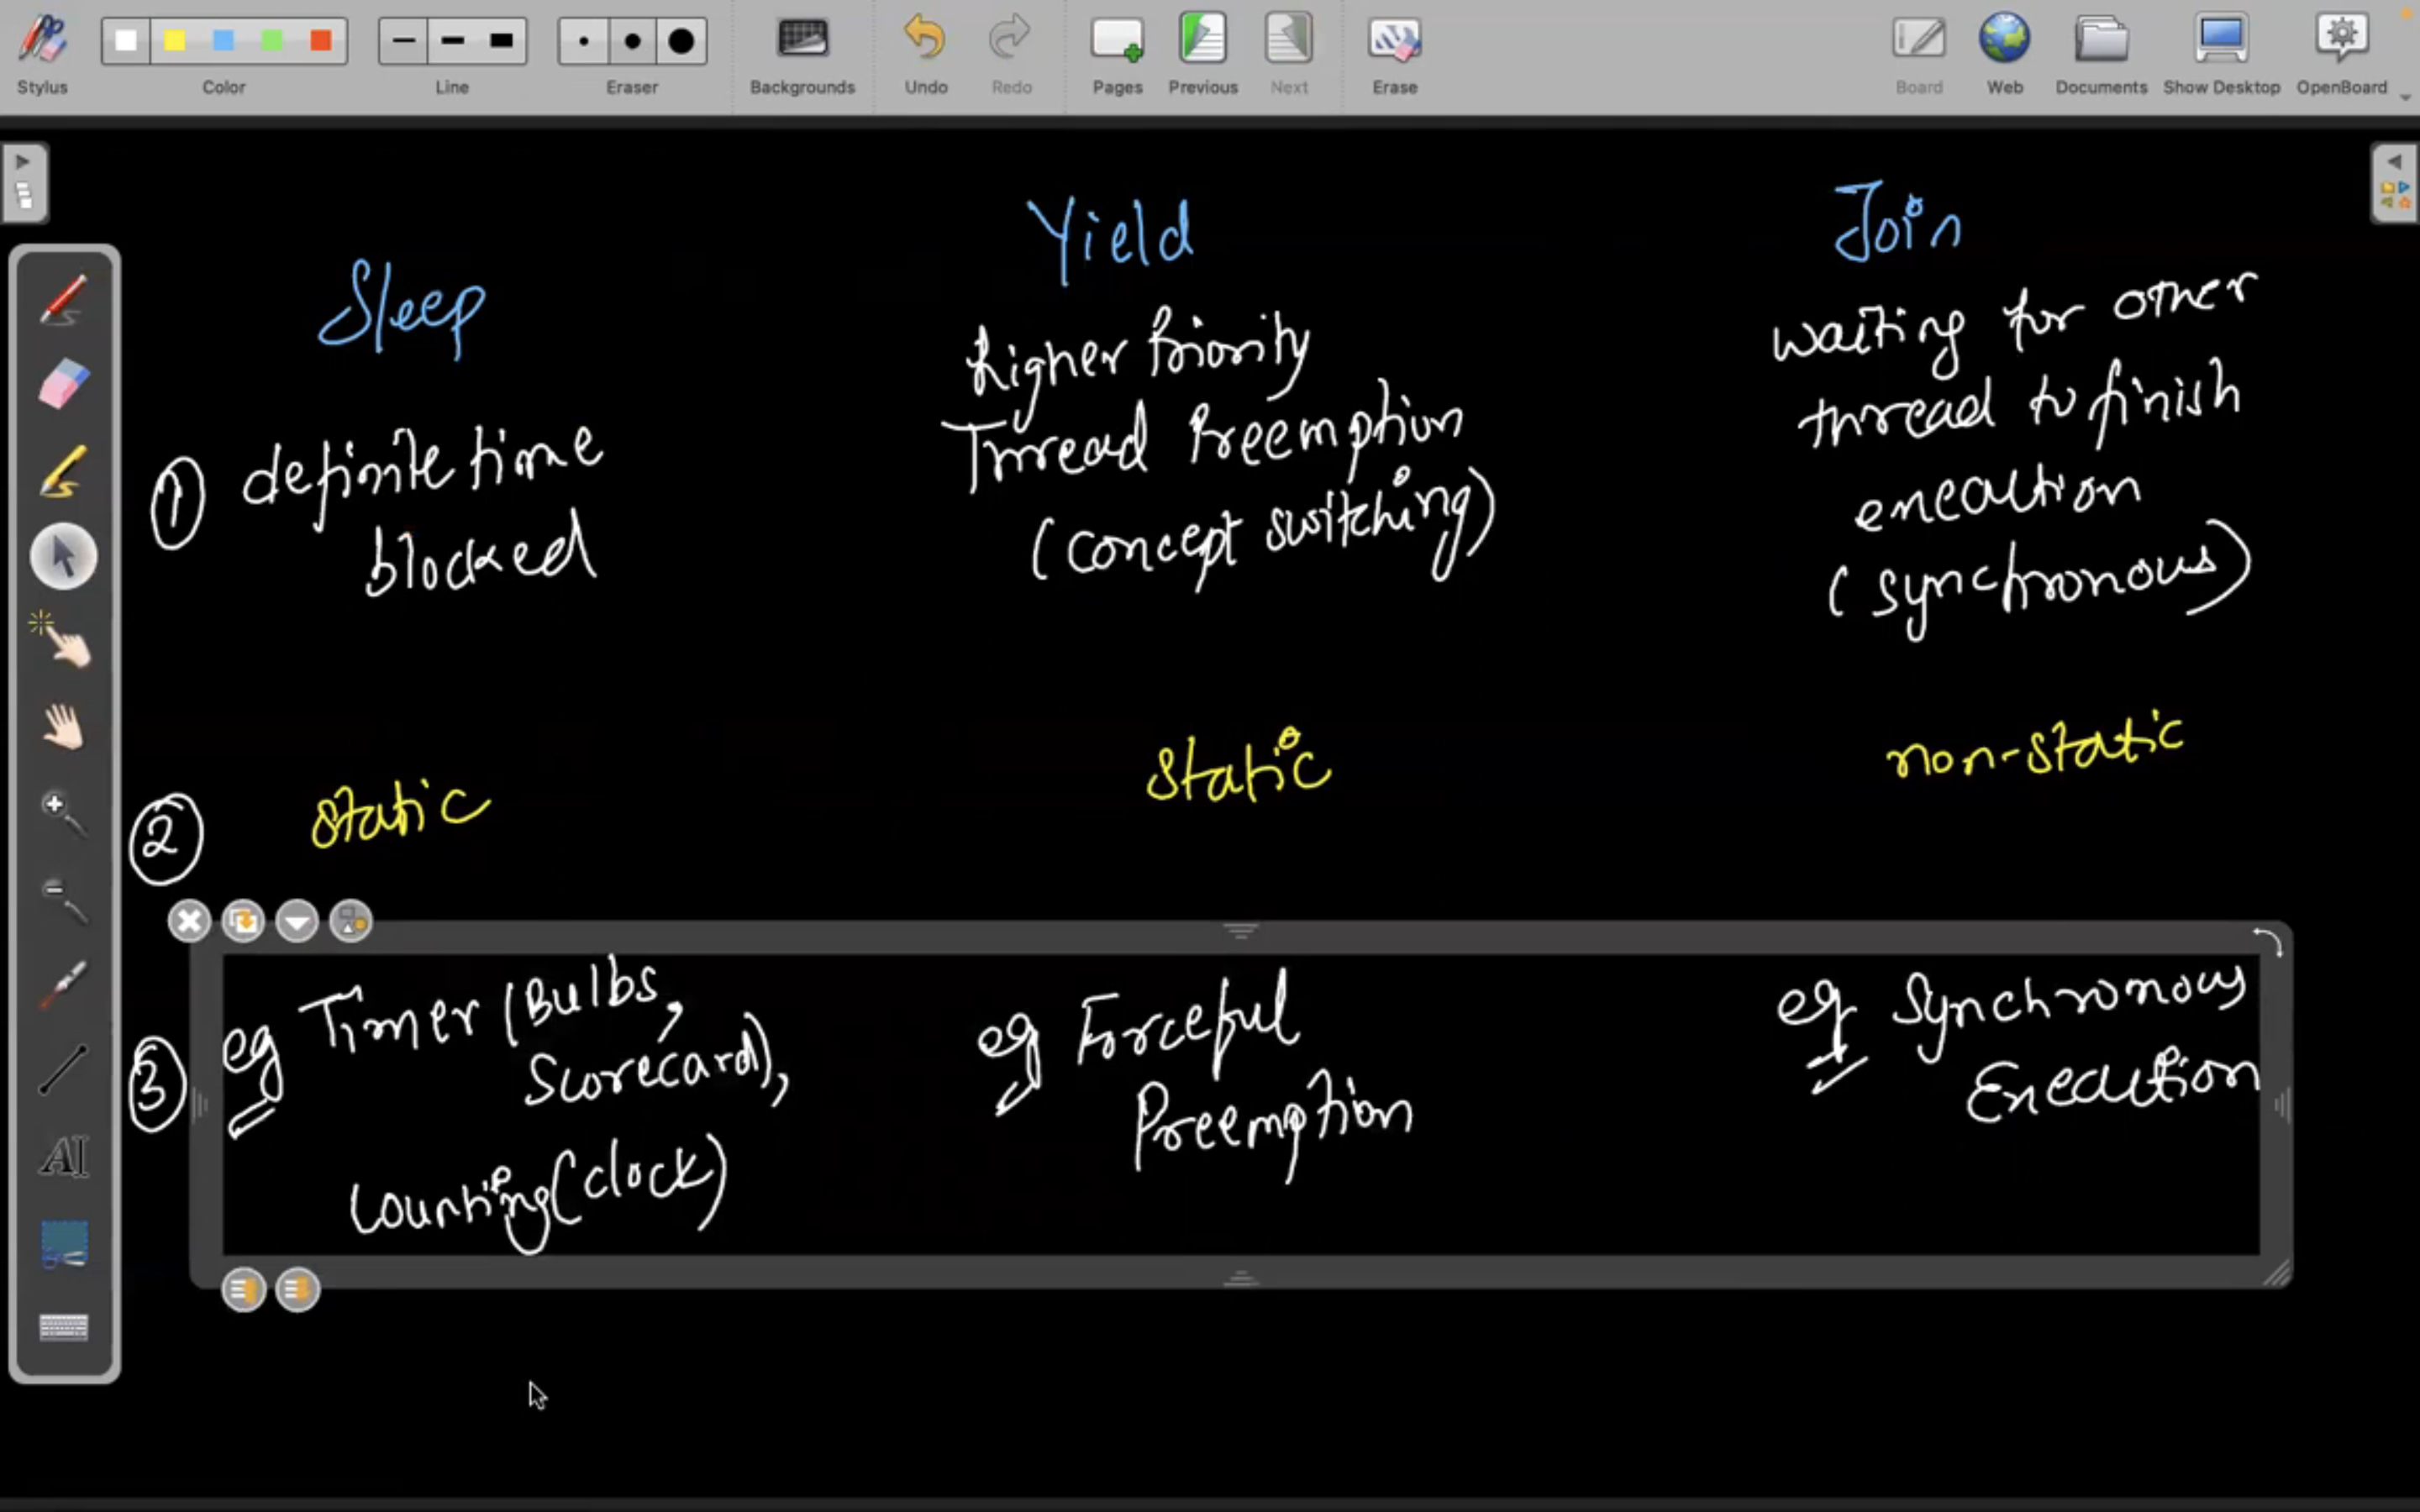 Stylus
Color
Line
Eraser
Backgrounds
Undo
Redo
Pages
Previous
Next
Erase
Board
Web
Documents
Show Desktop
OpenBoard
Sleep
Yield
Join
① definite time
blocked
higher Priority
Thread Preemption
(concept switching)
waiting for other
thread to finish
execution
(synchronous)
② static
static
non-static
③ eg Timer (Bulbs,
Scorecard),
Counting (clock)
eg Forceful
Preemption
eg Synchronous
Execution
AI